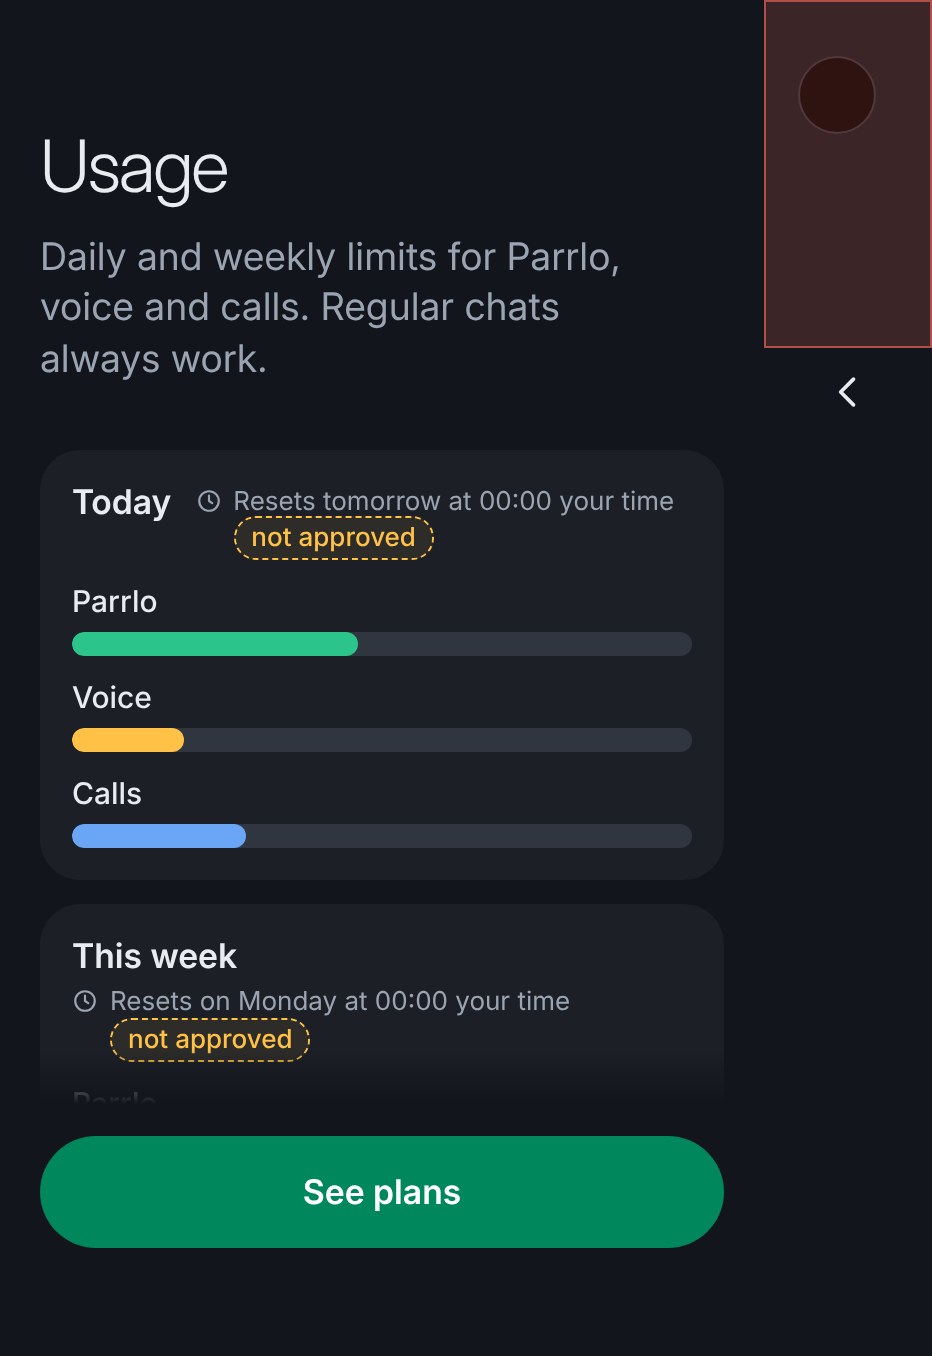 Usage
Daily and weekly limits for Parrlo,
voice and calls. Regular chats
always work.
Today
Resets tomorrow at 00:00 your time
not approved
Parrlo
Voice
Calls
This week
Resets on Monday at 00:00 your time
not approved
Parrlo
See plans